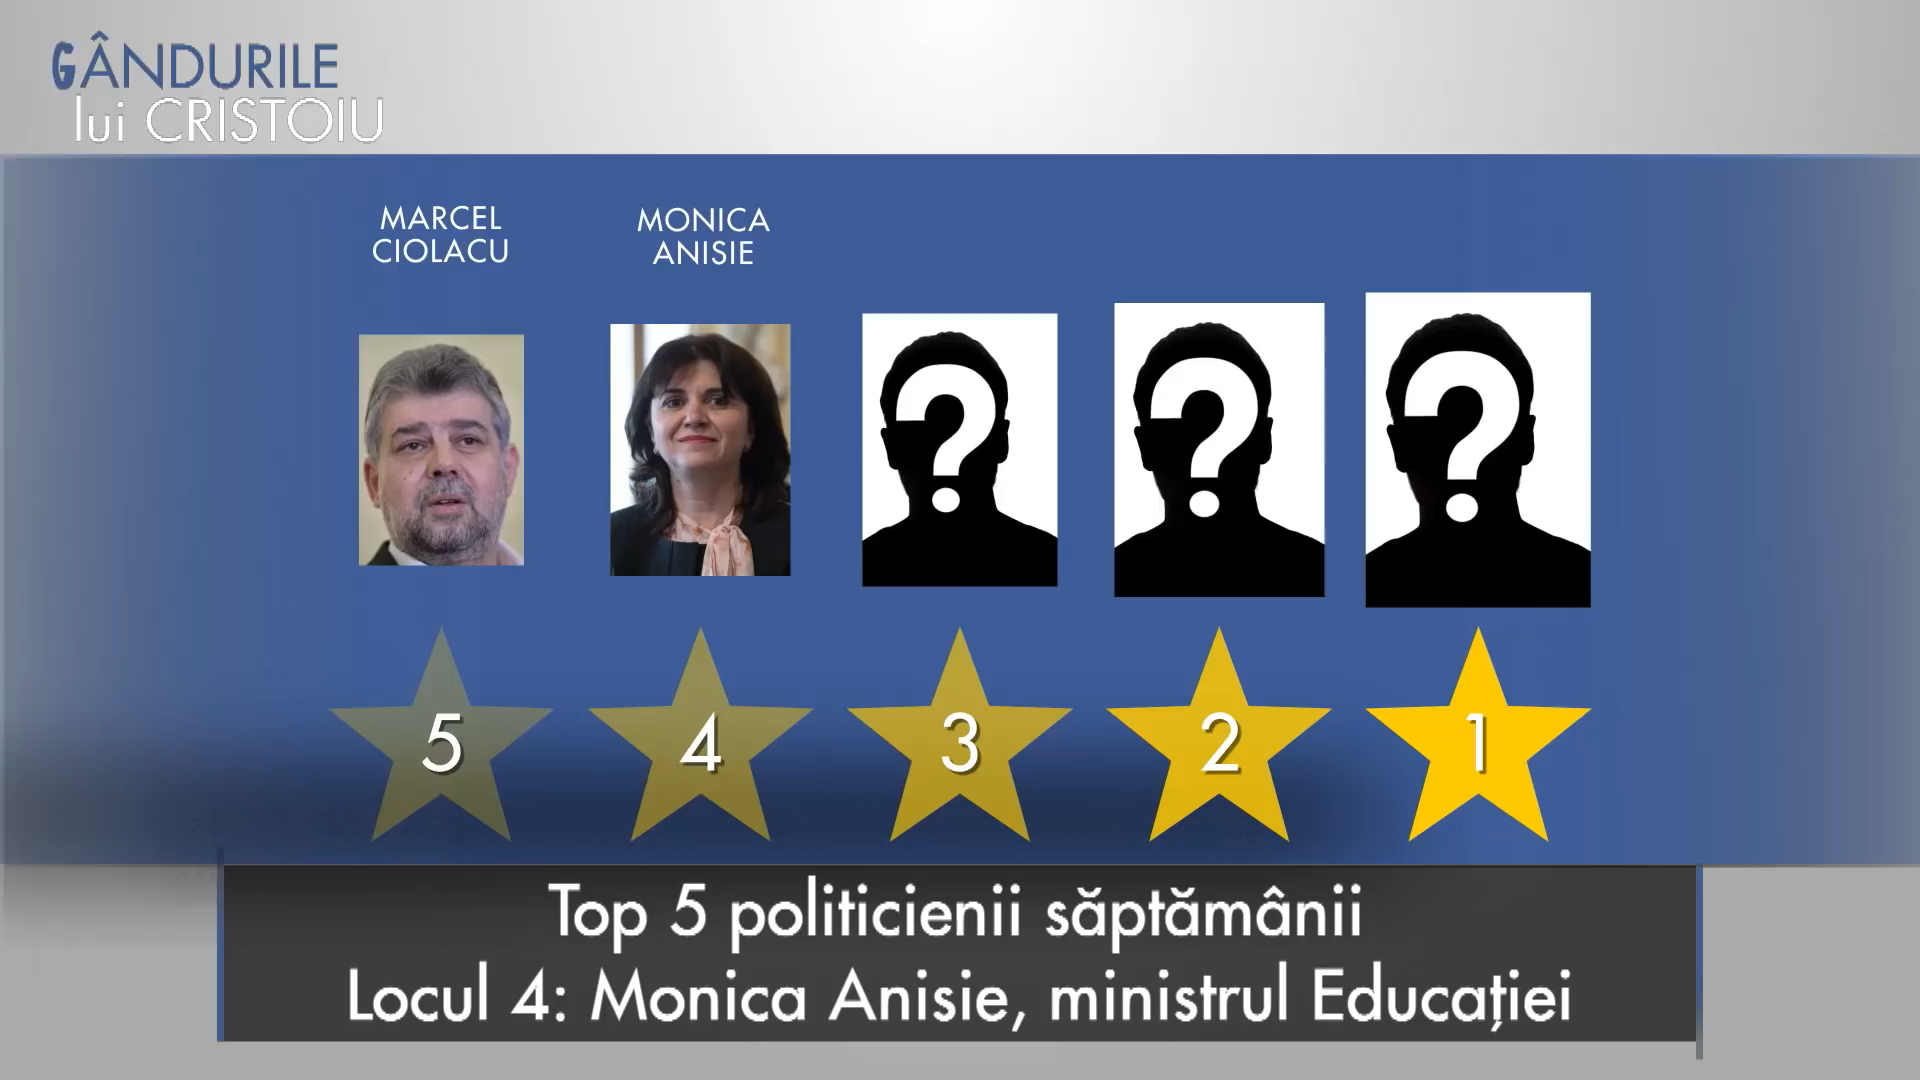 GÂNDURILE
lui CRISTOIU
MARCEL
CIOLACU
MONICA
ANISIE
?
?
?
5
4
3
2
1
Top 5 politicienii săptămânii
Locul 4: Monica Anisie, ministrul Educației